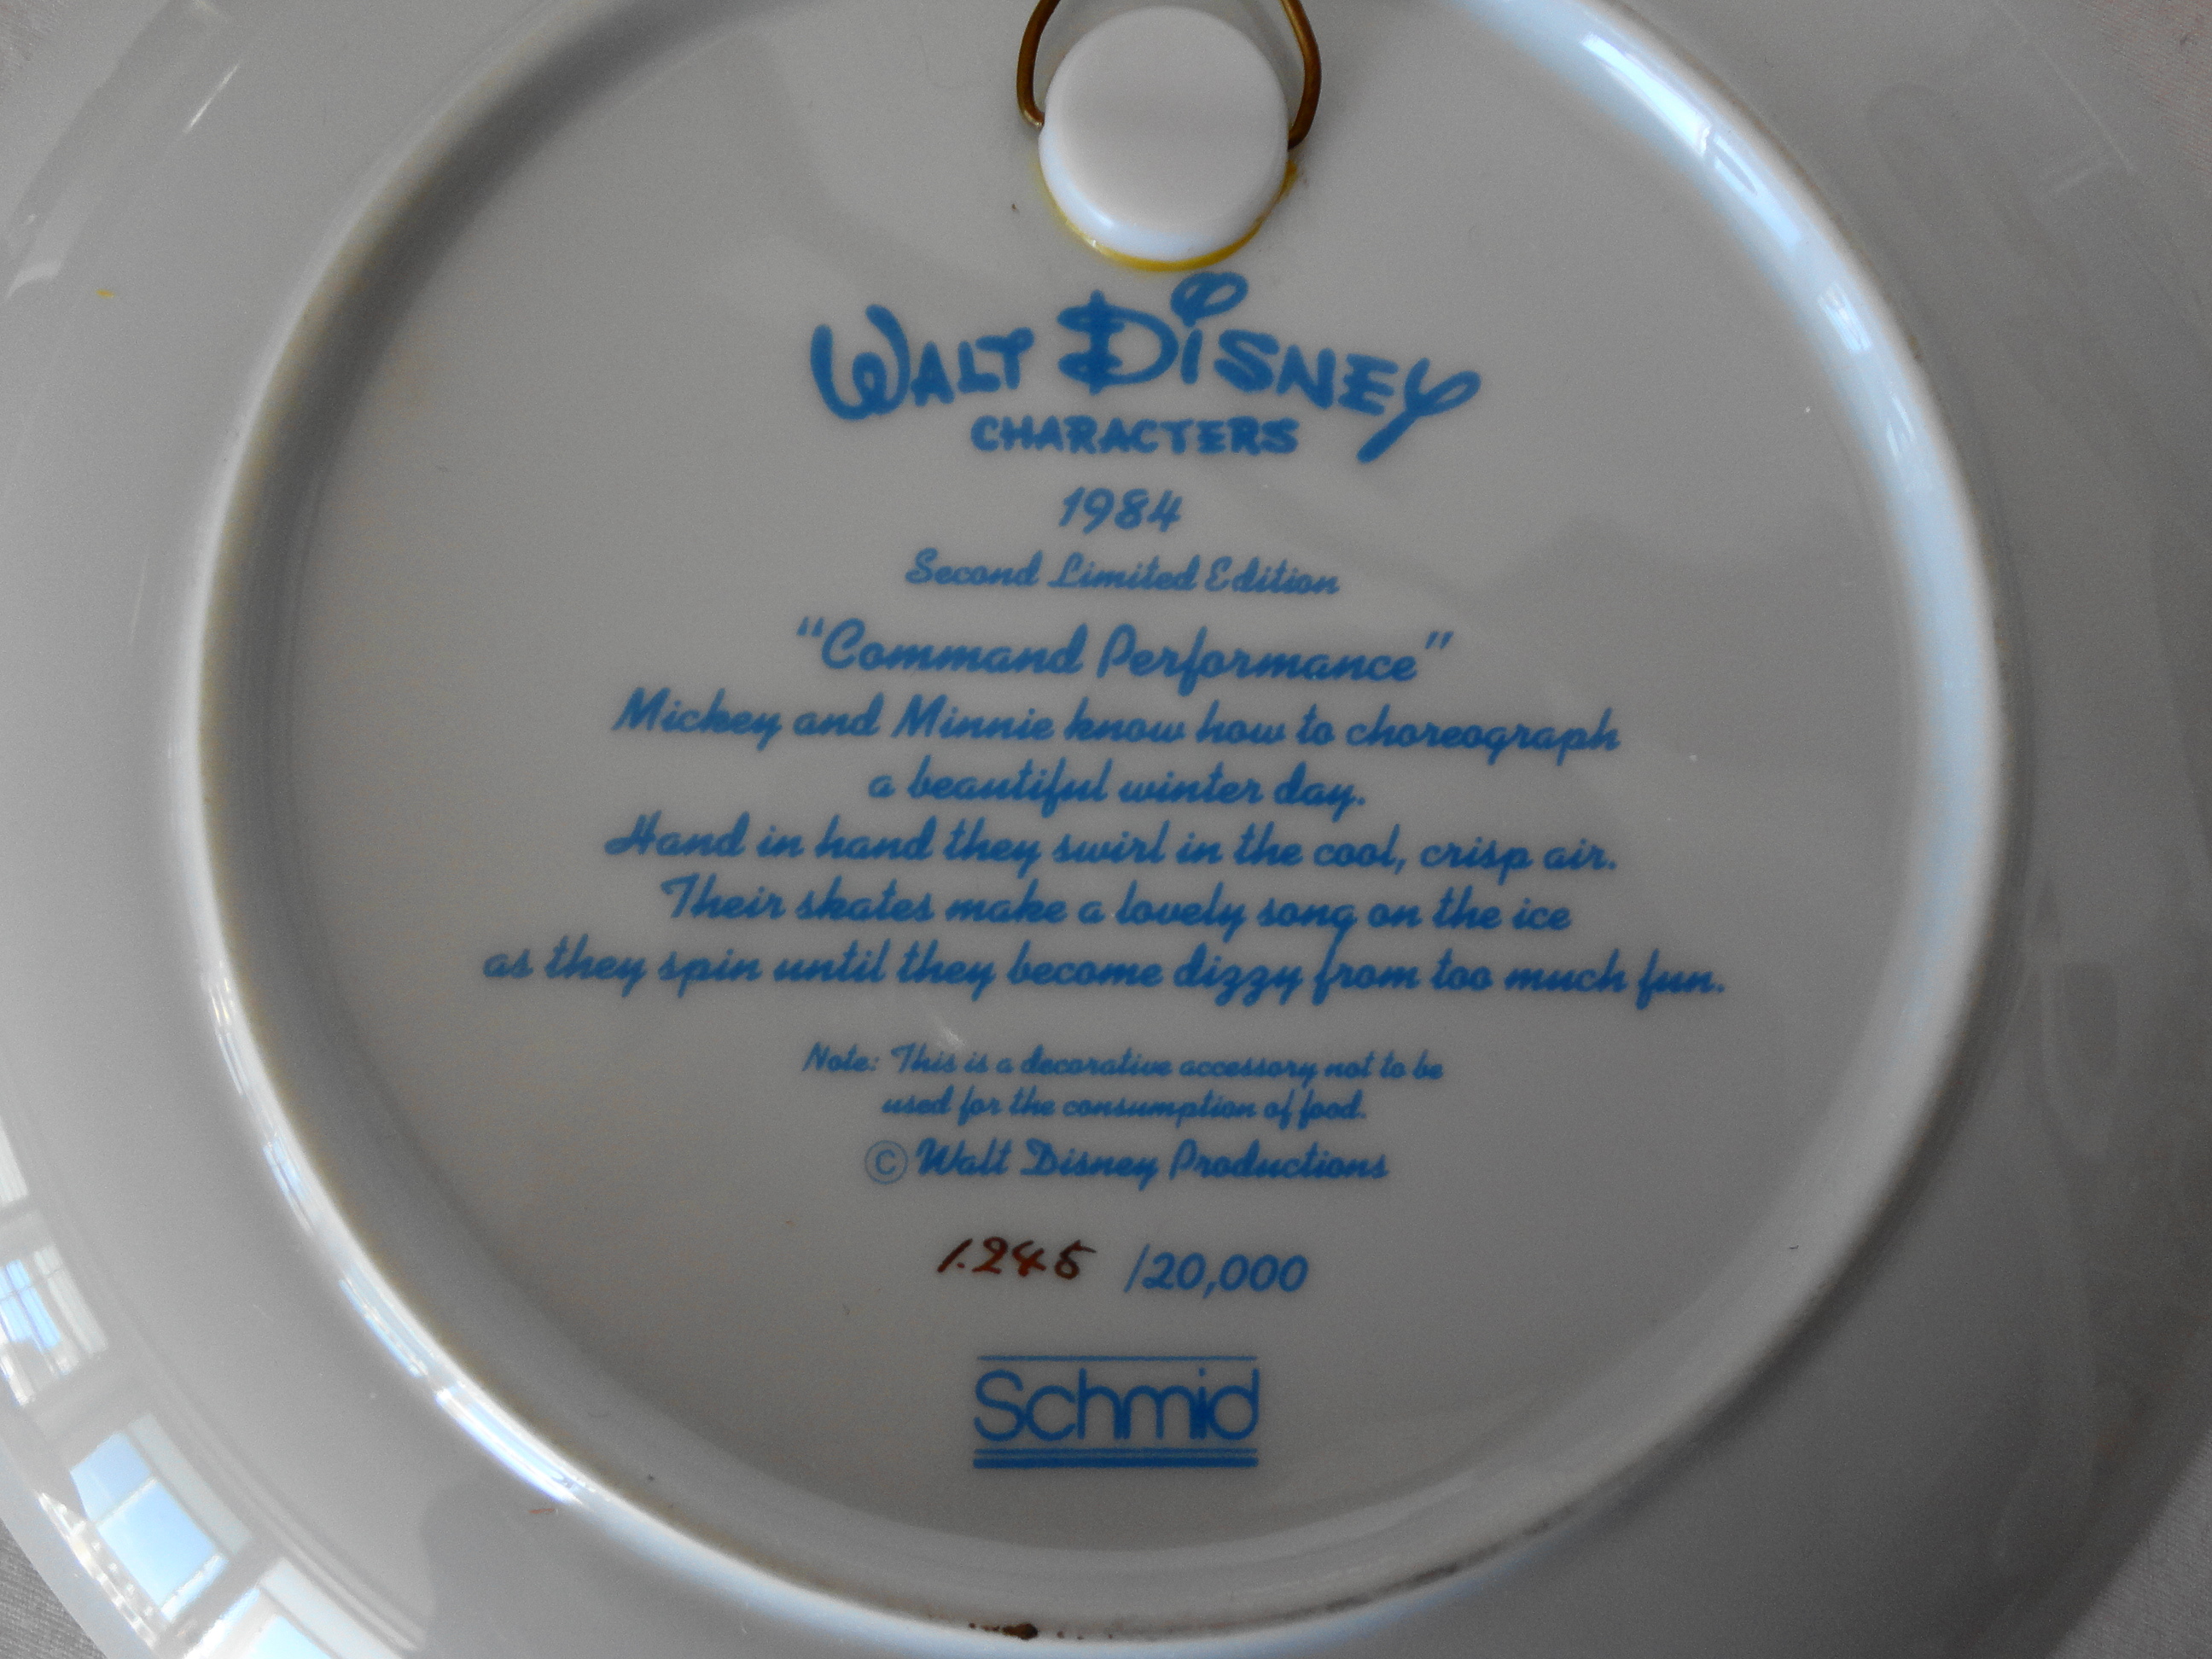 WALT DISNEY
CHARACTERS
1984
Second Limited Edition
"Command Performance"
Mickey and Minnie know how to choreograph
a beautiful winter day.
Hand in hand they swirl in the cool, crisp air.
Their skates make a lovely song on the ice
as they spin until they become dizzy from too much fun.
Note: This is a decorative accessory not to be
used for the consumption of food.
© Walt Disney Productions
1.245 /20,000
Schmid